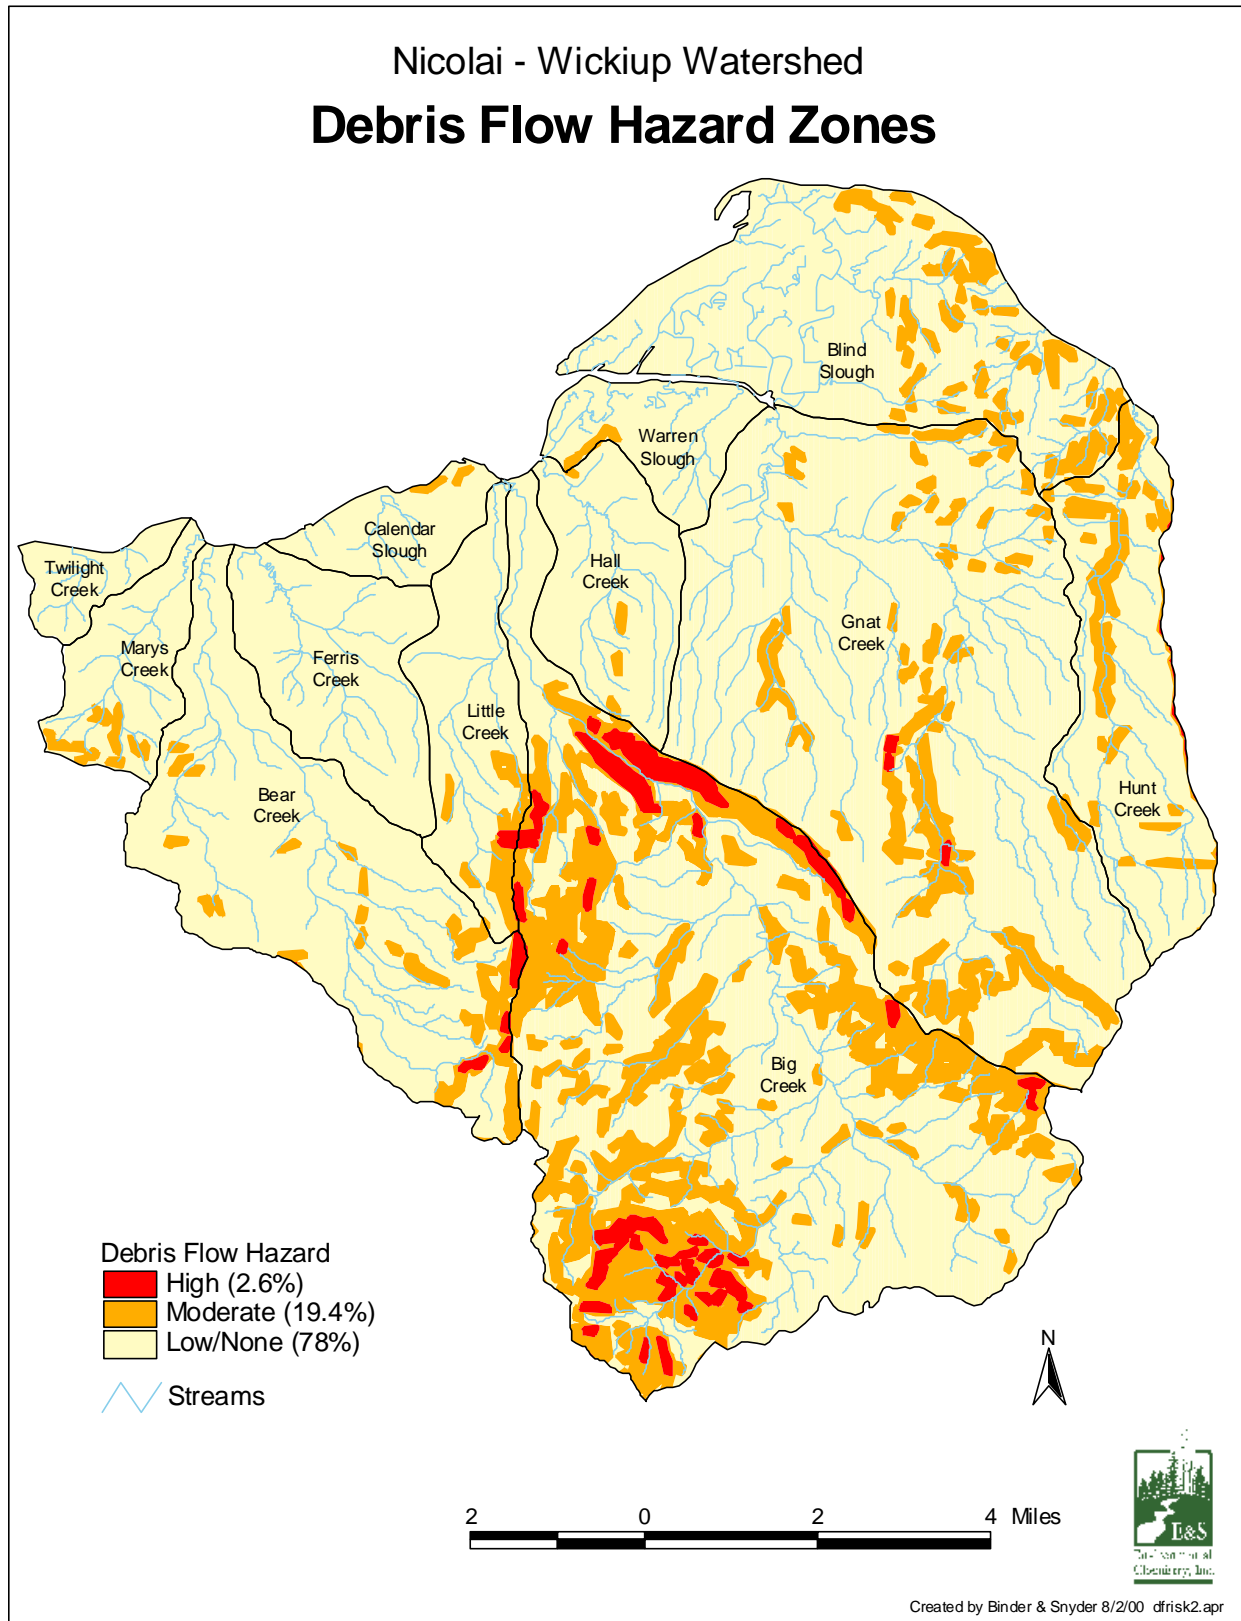 Nicolai - Wickiup Watershed
Debris Flow Hazard Zones
Blind
Slough
Warren
Slough
Calendar
Slough
Hall
Creek
Twilight
Creek
Gnat
Creek
Marys
Creek
Ferris
Creek
Little
Creek
Bear
Creek
Hunt
Creek
Big
Creek
Debris Flow Hazard
High (2.6%)
Moderate (19.4%)
Low/None (78%)
Streams
N
2 0 2 4 Miles
E&S
Environmental
Chemistry, Inc.
Created by Binder & Snyder 8/2/00 dfrisk2.apr